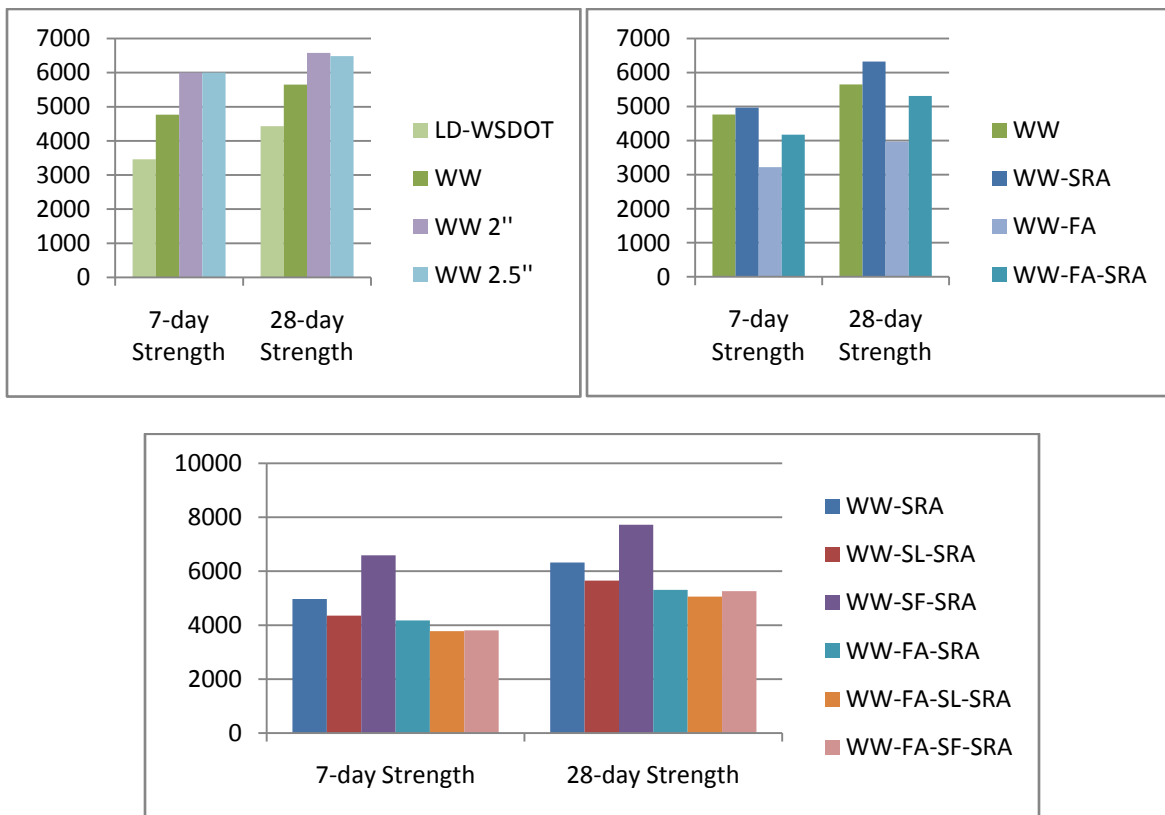 7000
6000
5000
4000
3000
2000
1000
0
7-day
Strength
28-day
Strength
LD-WSDOT
WW
WW 2''
WW 2.5''
7000
6000
5000
4000
3000
2000
1000
0
7-day
Strength
28-day
Strength
WW
WW-SRA
WW-FA
WW-FA-SRA
10000
8000
6000
4000
2000
0
7-day Strength
28-day Strength
WW-SRA
WW-SL-SRA
WW-SF-SRA
WW-FA-SRA
WW-FA-SL-SRA
WW-FA-SF-SRA